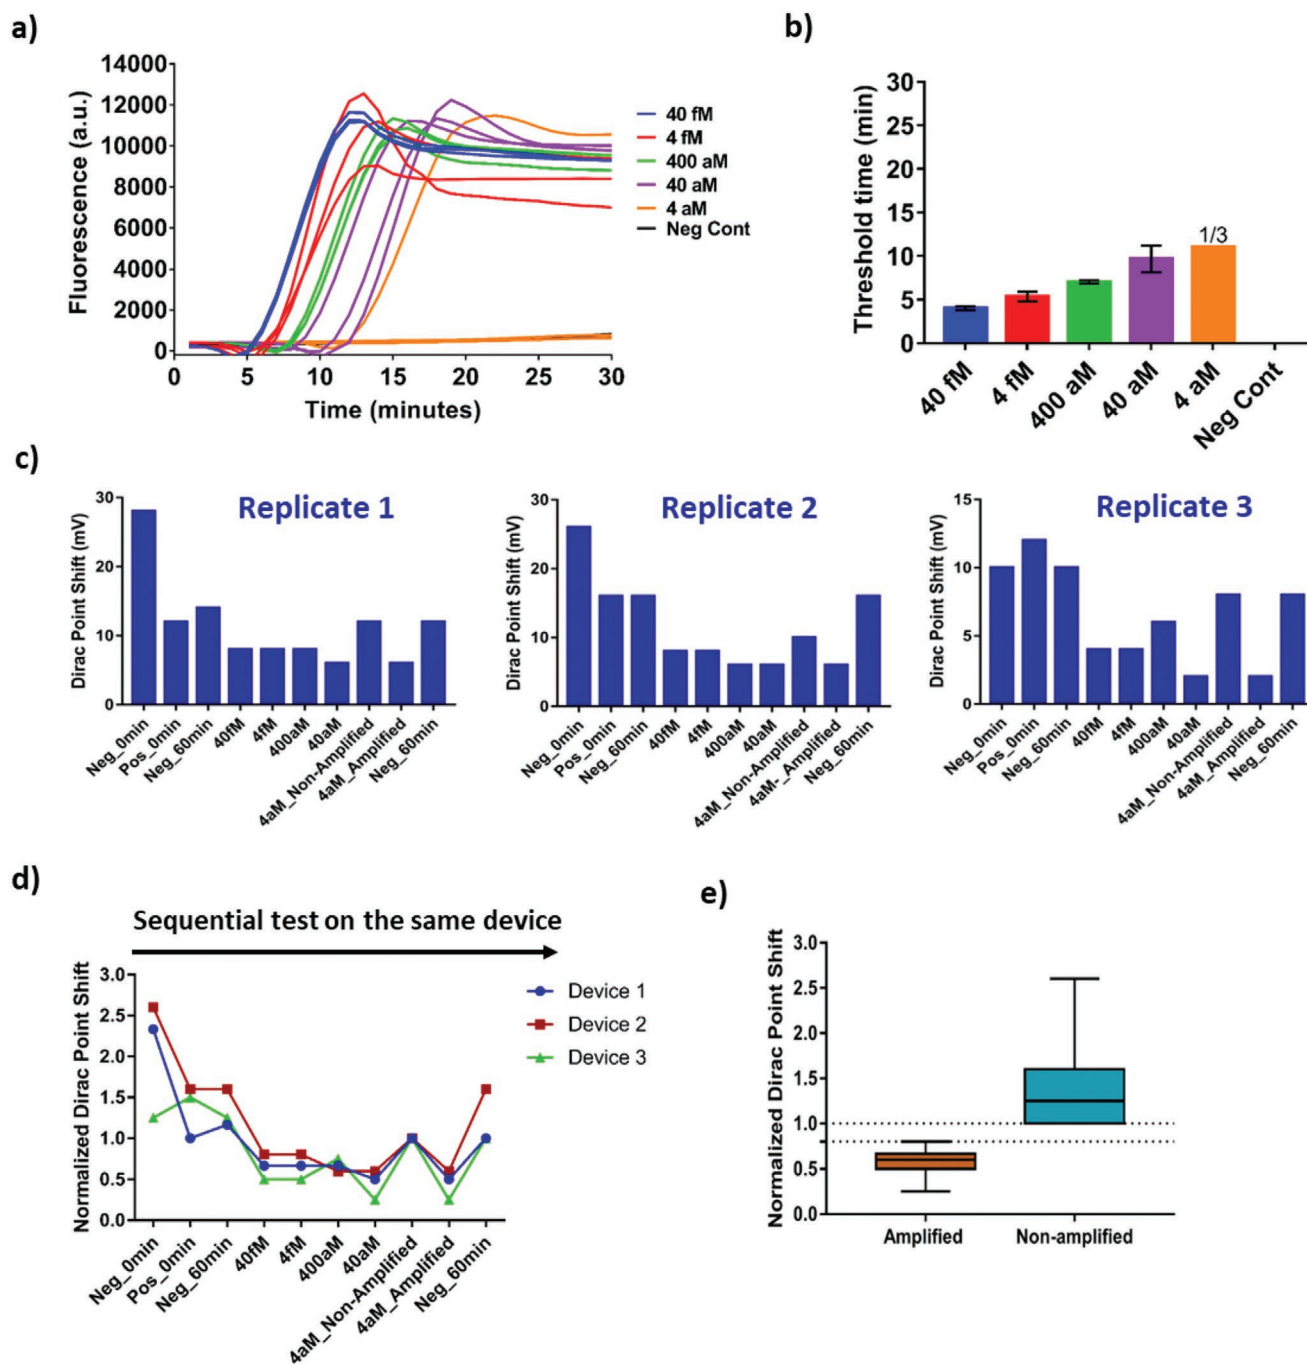 a)
14000
12000
10000
8000
6000
4000
2000
0
Fluorescence (a.u.)
0 5 10 15 20 25 30
Time (minutes)
40 fM
4 fM
400 aM
40 aM
4 aM
Neg Cont
b)
30
25
20
15
10
5
0
Threshold time (min)
1/3
40 fM
4 fM
400 aM
40 aM
4 aM
Neg Cont
c)
Replicate 1
30
20
10
0
Dirac Point Shift (mV)
Neg_0min
Pos_0min
Neg_60min
40fM
4fM
400aM
40aM
4aM_Non-Amplified
4aM_Amplified
Neg_60min
Replicate 2
30
20
10
0
Dirac Point Shift (mV)
Neg_0min
Pos_0min
Neg_60min
40fM
4fM
400aM
40aM
4aM_Non-Amplified
4aM-_Amplified
Neg_60min
Replicate 3
15
10
5
0
Dirac Point Shift (mV)
Neg_0min
Pos_0min
Neg_60min
40fM
4fM
400aM
40aM
4aM_Non-Amplified
4aM_Amplified
Neg_60min
d)
Sequential test on the same device
3.0
2.5
2.0
1.5
1.0
0.5
0.0
Normalized Dirac Point Shift
Device 1
Device 2
Device 3
Neg_0min
Pos_0min
Neg_60min
40fM
4fM
400aM
40aM
4aM_Non-Amplified
4aM_Amplified
Neg_60min
e)
3.0
2.5
2.0
1.5
1.0
0.5
0.0
Normalized Dirac Point Shift
Amplified Non-amplified